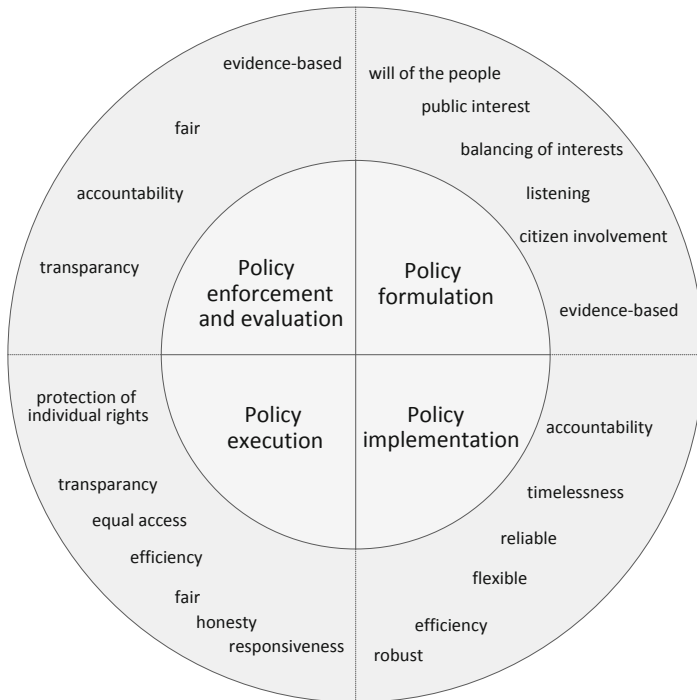 evidence-based
fair
accountability
transparancy
Policy
enforcement
and evaluation
will of the people
public interest
balancing of interests
listening
citizen involvement
evidence-based
Policy
formulation
protection of
individual rights
transparancy
equal access
efficiency
fair
honesty
responsiveness
Policy
execution
Policy
implementation
accountability
timelessness
reliable
flexible
efficiency
robust